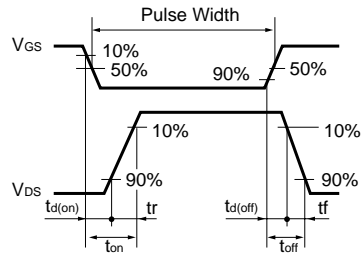 Pulse Width
VGS
10%
50%
90%
50%
10%
10%
VDS
90%
90%
td(on)
tr
td(off)
tf
ton
toff